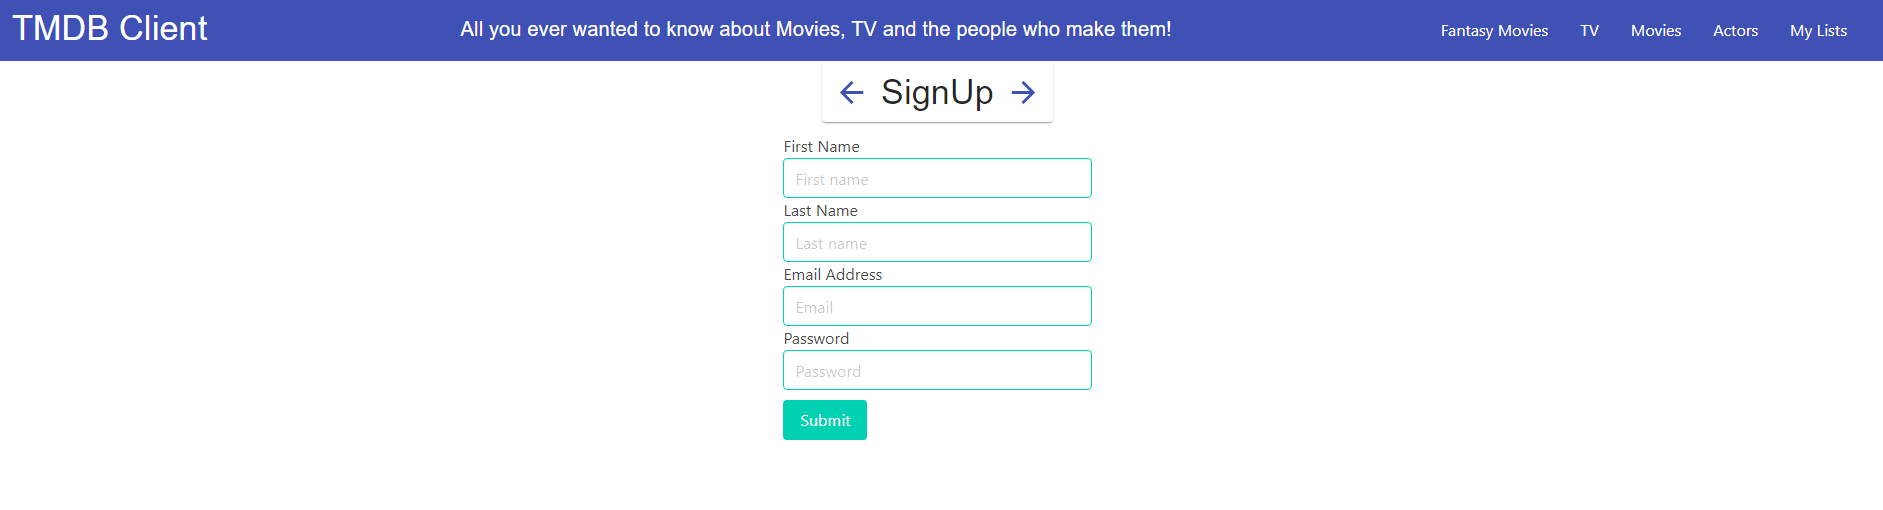 TMDB Client
All you ever wanted to know about Movies, TV and the people who make them!
Fantasy Movies
TV
Movies
Actors
My Lists
SignUp
First Name
First name
Last Name
Last name
Email Address
Email
Password
Password
Submit